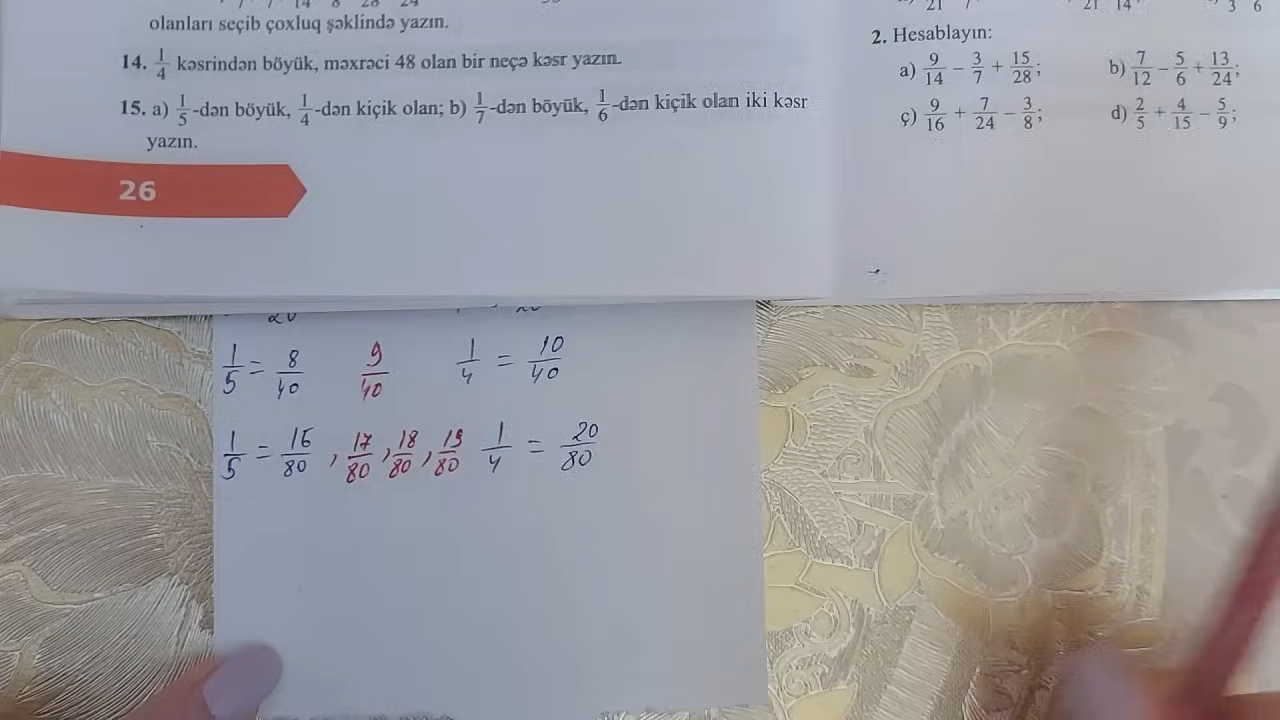 olanları seçib çoxluq şəklində yazın.
14. 1/4 kəsrindən böyük, məxrəci 48 olan bir neçə kəsr yazın.
15. a) 1/5-dən böyük, 1/4-dən kiçik olan; b) 1/7-dən böyük, 1/6-dən kiçik olan iki kəsr
yazın.
26
21 14
3 6
2. Hesablayın:
a) 9/14 − 3/7 + 15/28; b) 7/12 − 5/6 + 13/24;
ç) 9/16 + 7/24 − 3/8; d) 2/5 + 4/15 − 5/9;
1/5 = 8/40 9/40 1/4 = 10/40
1/5 = 16/80 , 17/80 , 18/80 , 19/80 1/4 = 20/80